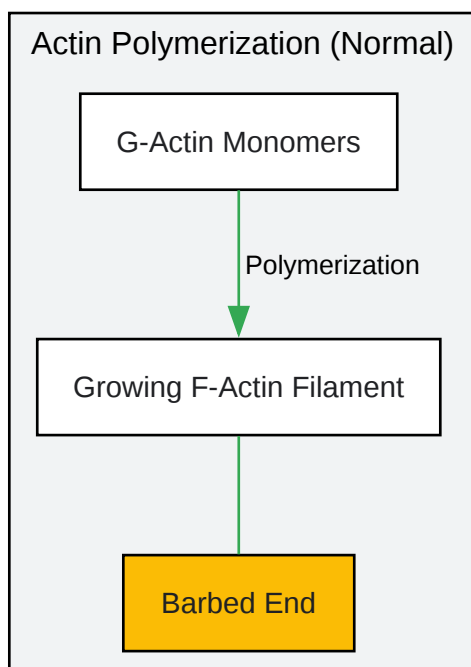 Actin Polymerization (Normal)
G-Actin Monomers
Polymerization
Growing F-Actin Filament
Barbed End